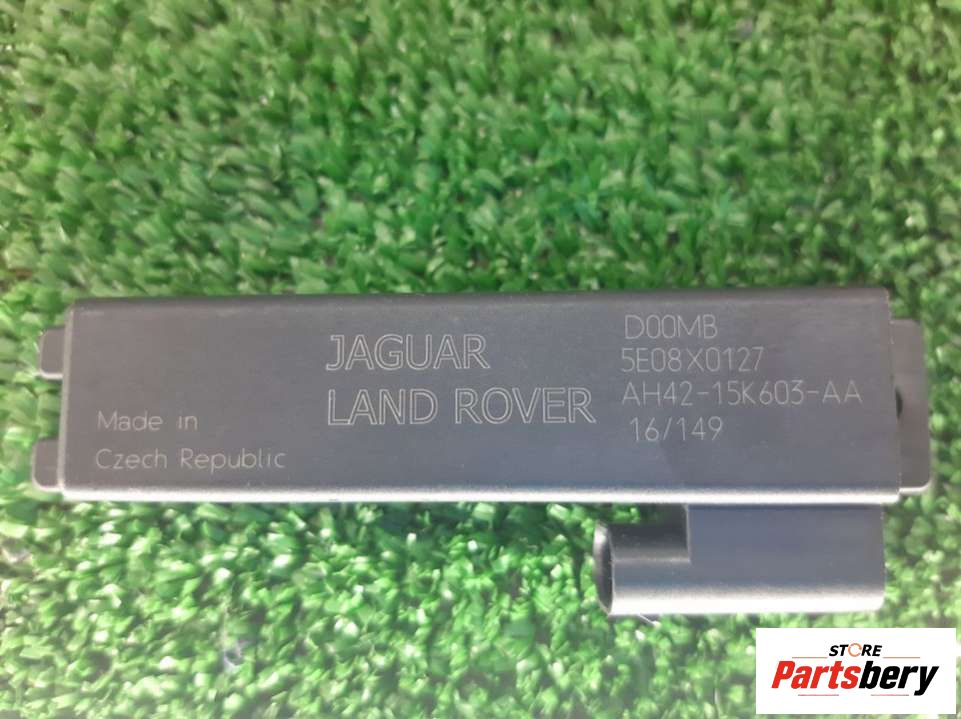 JAGUAR
LAND ROVER
Made in
Czech Republic
D00MB
5E08X0127
AH42-15K603-AA
16/149
STORE
Partsbery